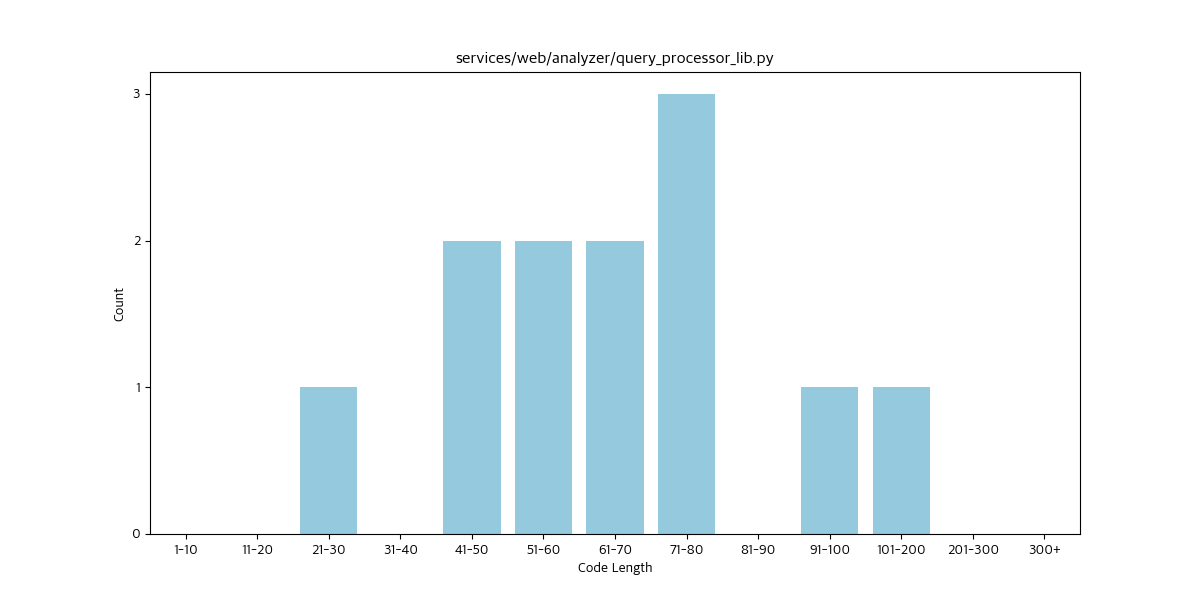 services/web/analyzer/query_processor_lib.py
3
2
1
0
Count
1-10 11-20 21-30 31-40 41-50 51-60 61-70 71-80 81-90 91-100 101-200 201-300 300+
Code Length